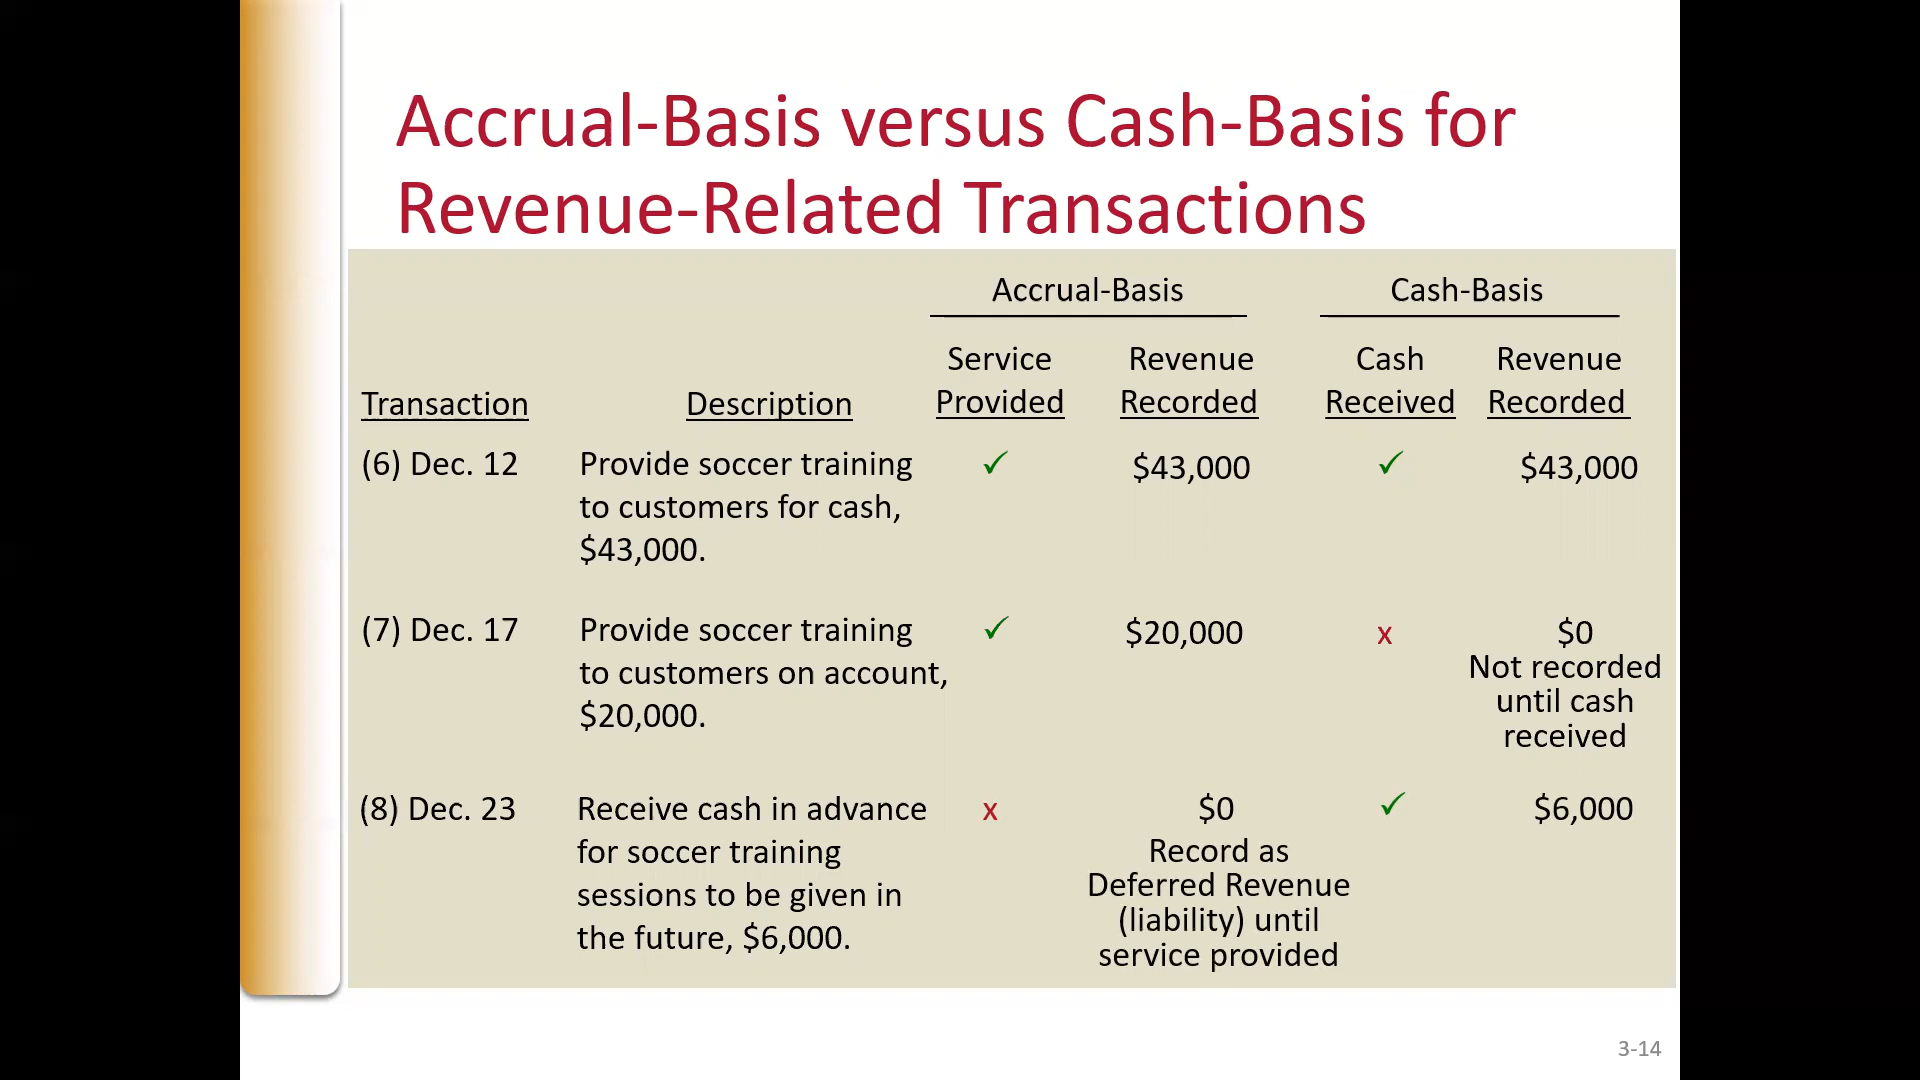 Accrual-Basis versus Cash-Basis for
Revenue-Related Transactions
Accrual-Basis Cash-Basis
Service Revenue Cash Revenue
Transaction Description Provided Recorded Received Recorded
(6) Dec. 12 Provide soccer training ✓ $43,000 ✓ $43,000
to customers for cash,
$43,000.
(7) Dec. 17 Provide soccer training ✓ $20,000 x $0
to customers on account, Not recorded
$20,000. until cash
received
(8) Dec. 23 Receive cash in advance x $0 ✓ $6,000
for soccer training Record as
sessions to be given in Deferred Revenue
the future, $6,000. (liability) until
service provided
3-14